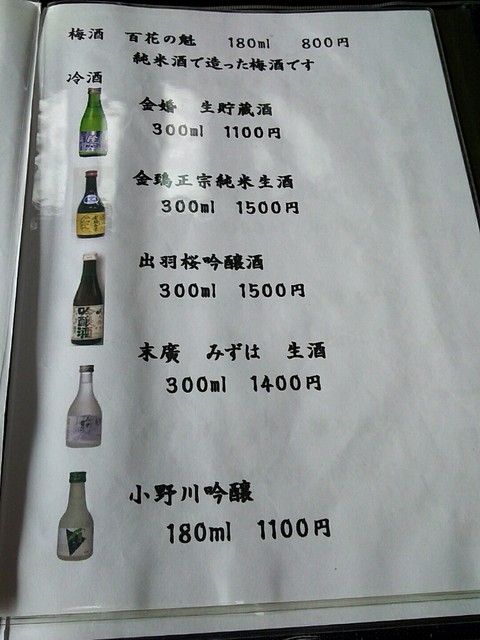 梅酒 百花の魁 180ml 800円
純米酒で造った梅酒です
冷酒
金婚 生貯蔵酒
300ml 1100円
金鵄正宗純米生酒
300ml 1500円
出羽桜吟醸酒
300ml 1500円
吟醸酒
末廣 みずは 生酒
300ml 1400円
小野川吟醸
180ml 1100円